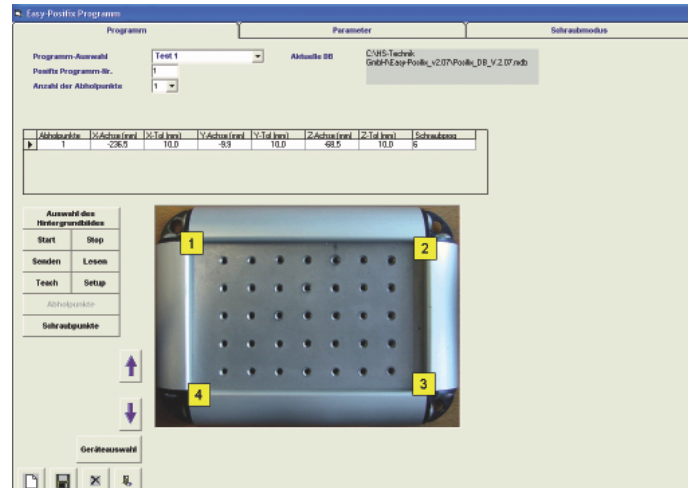 Easy-Posifix Programm
Programm
Parameter
Schraubmodus
Programm-Auswahl
Test 1
Aktuelle DB
C:\HS-Technik
GmbH\Easy-Posifix_v2.07\Posifix_DB_V.2.07.mdb
Posifix Programm-Nr.
1
Anzahl der Abholpunkte
1
Abholpunkte X-Achse (mm) X-Tol (mm) Y-Achse (mm) Y-Tol (mm) Z-Achse (mm) Z-Tol (mm) Schraubprog
1 -236,5 10,0 -9,9 10,0 -68,5 10,0 6
Auswahl des
Hintergrundbildes
Start Stop
Senden Lesen
Teach Setup
Abholpunkte
Schraubpunkte
Geräteauswahl
1
2
3
4